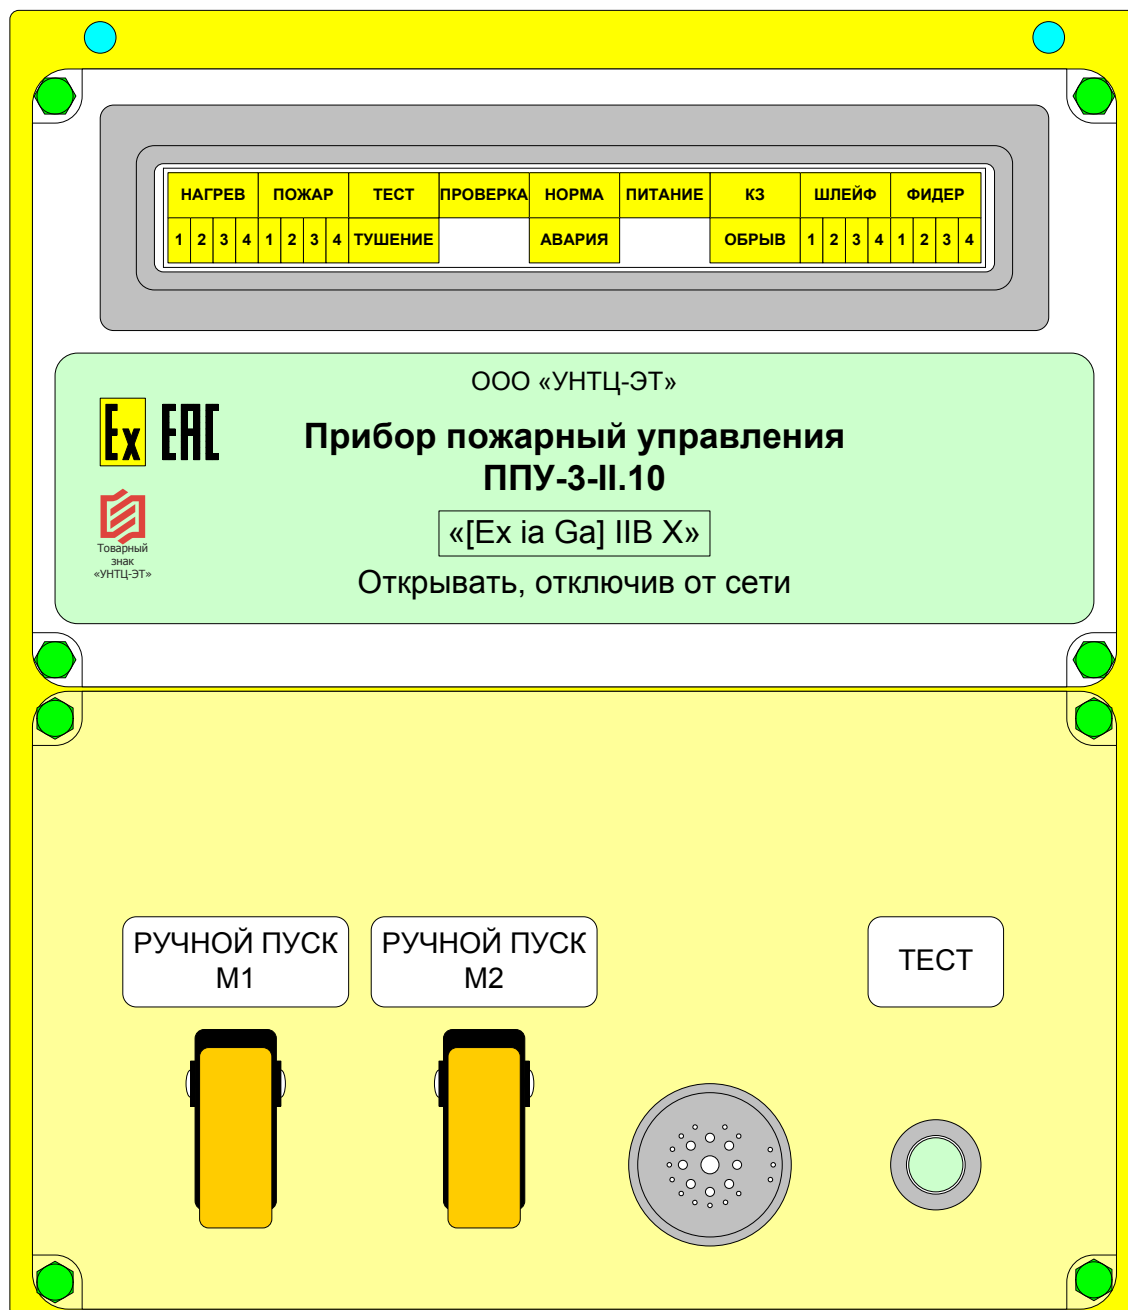 НАГРЕВ ПОЖАР ТЕСТ ПРОВЕРКА НОРМА ПИТАНИЕ КЗ ШЛЕЙФ ФИДЕР
1 2 3 4 1 2 3 4 ТУШЕНИЕ АВАРИЯ ОБРЫВ 1 2 3 4 1 2 3 4
ООО «УНТЦ-ЭТ»
Ex EAC
Прибор пожарный управления
ППУ-3-II.10
«[Ex ia Ga] IIB X»
Товарный
знак
«УНТЦ-ЭТ»
Открывать, отключив от сети
РУЧНОЙ ПУСК
М1
РУЧНОЙ ПУСК
М2
ТЕСТ